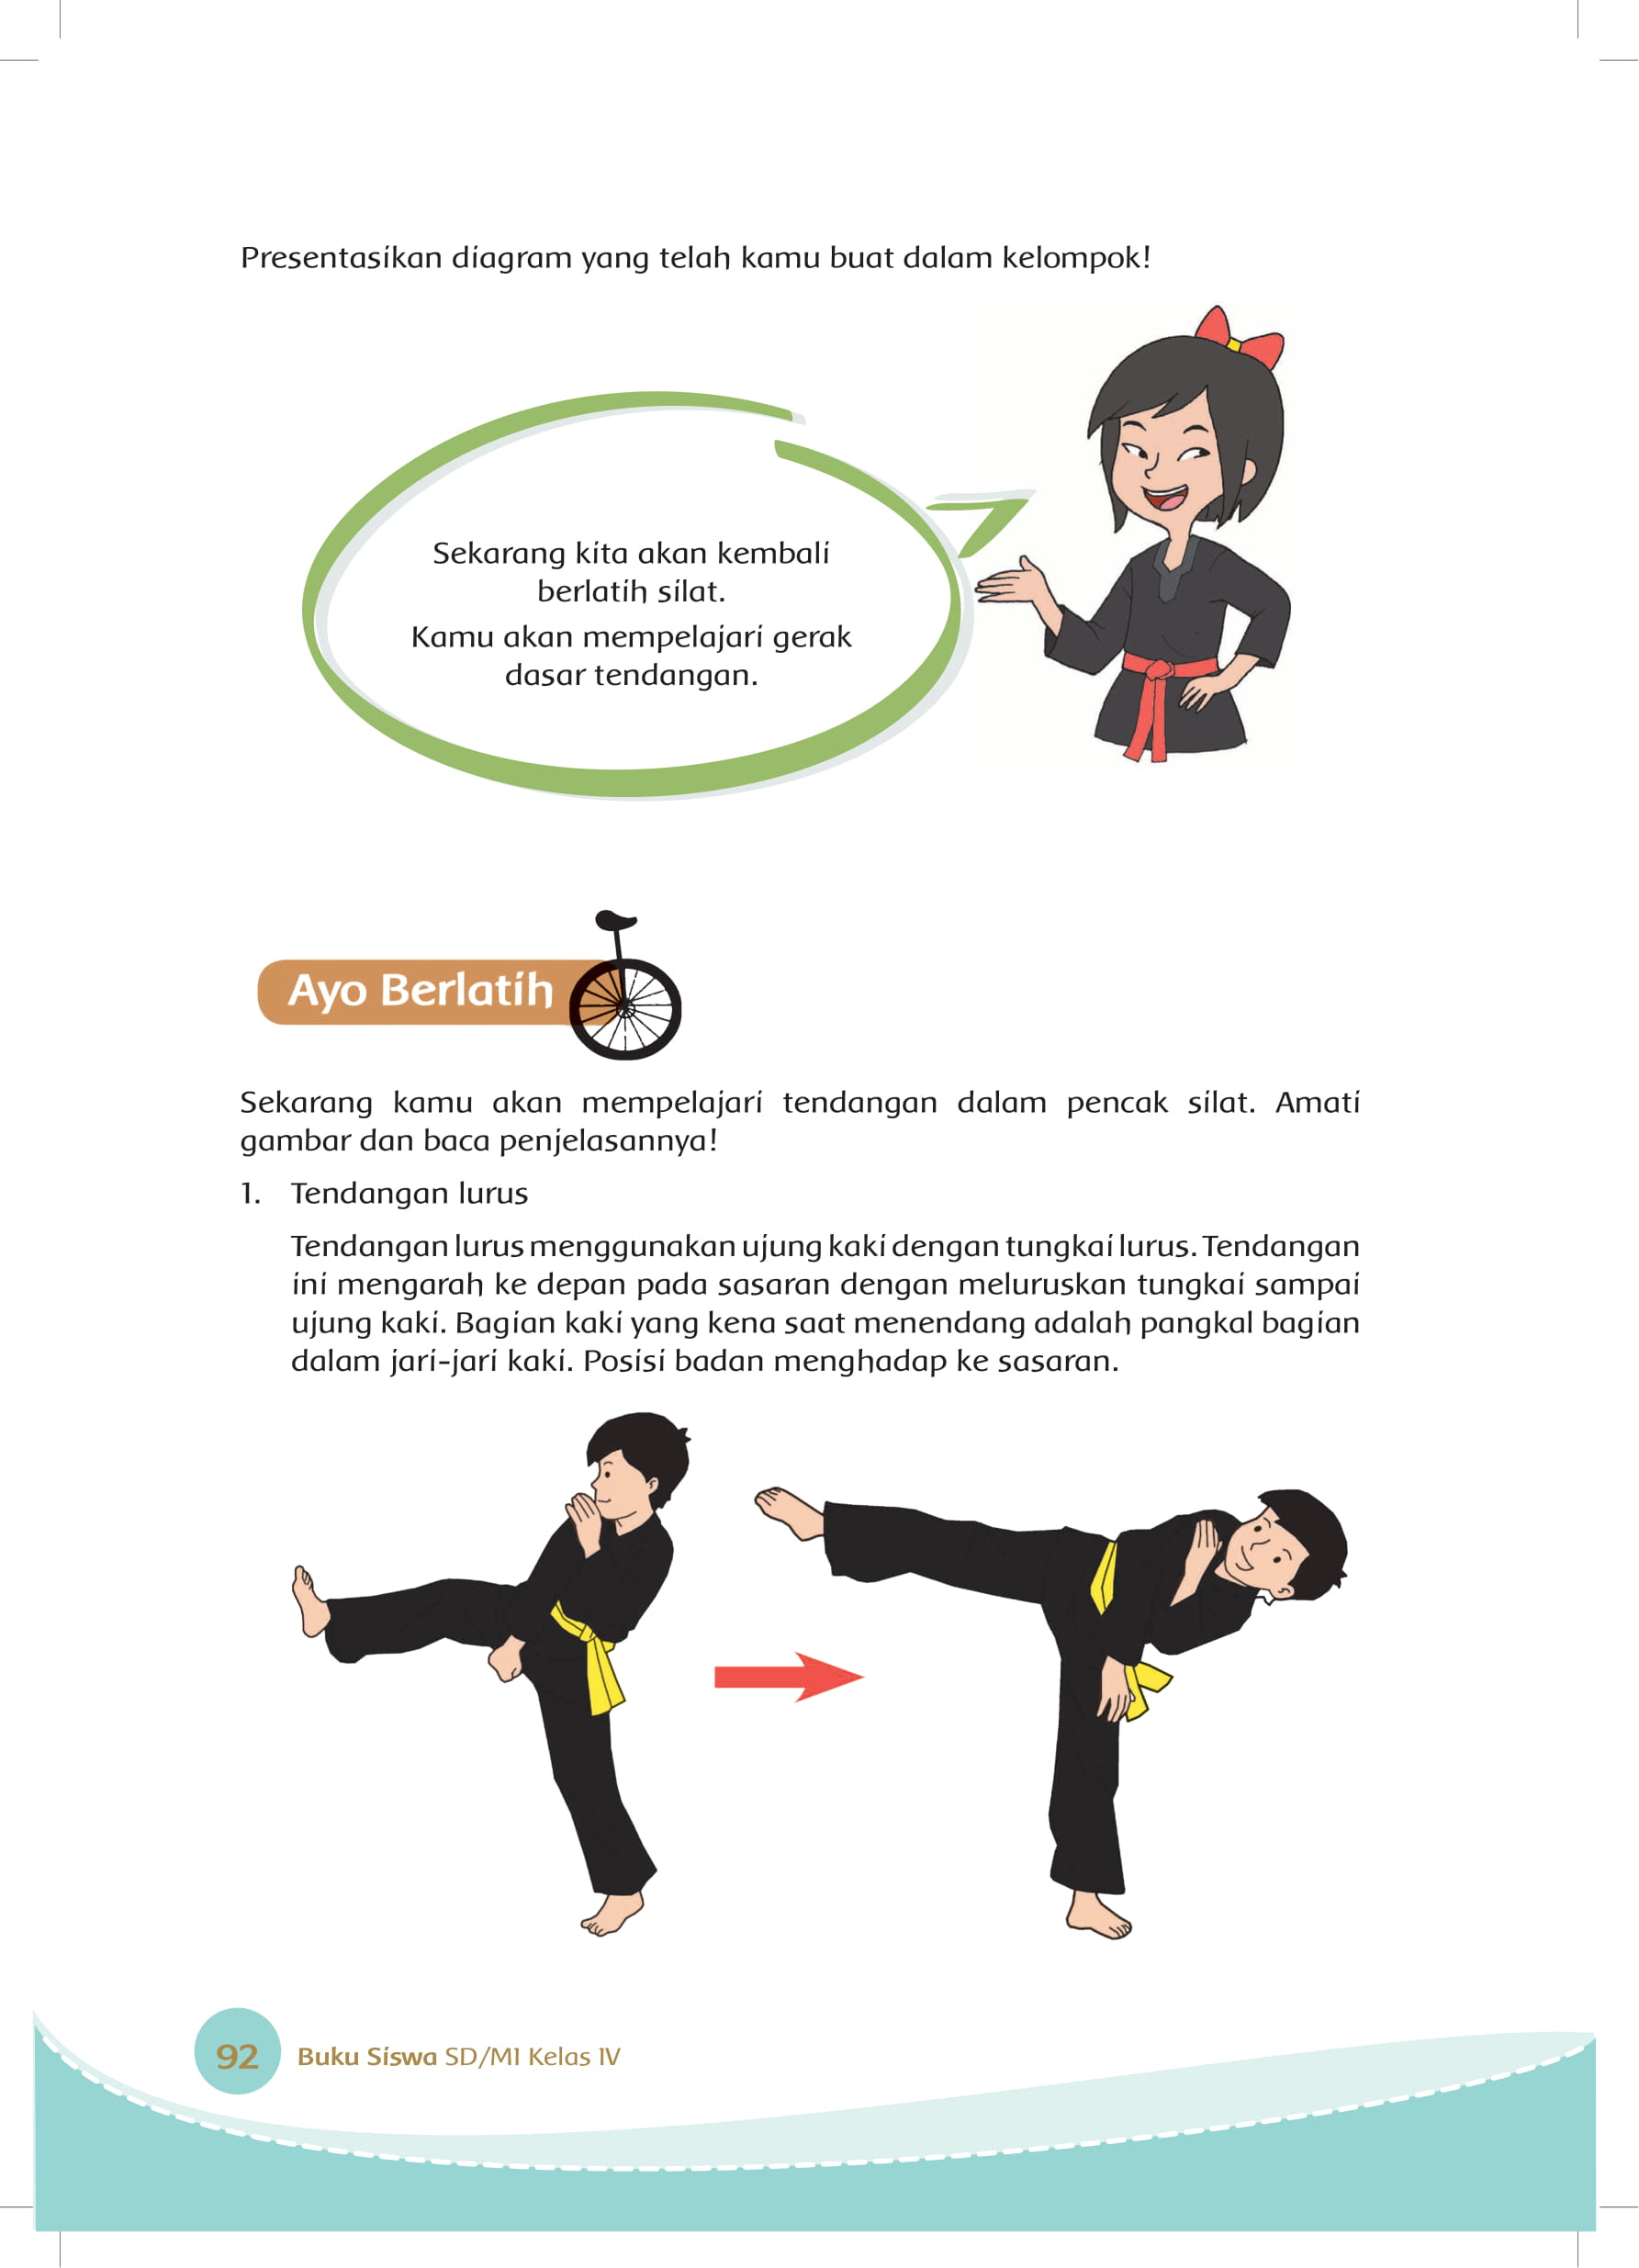 Presentasikan diagram yang telah kamu buat dalam kelompok!
Sekarang kita akan kembali
berlatih silat.
Kamu akan mempelajari gerak
dasar tendangan.
Ayo Berlatih
Sekarang kamu akan mempelajari tendangan dalam pencak silat. Amati
gambar dan baca penjelasannya!
1. Tendangan lurus
Tendangan lurus menggunakan ujung kaki dengan tungkai lurus. Tendangan
ini mengarah ke depan pada sasaran dengan meluruskan tungkai sampai
ujung kaki. Bagian kaki yang kena saat menendang adalah pangkal bagian
dalam jari-jari kaki. Posisi badan menghadap ke sasaran.
92 Buku Siswa SD/MI Kelas IV